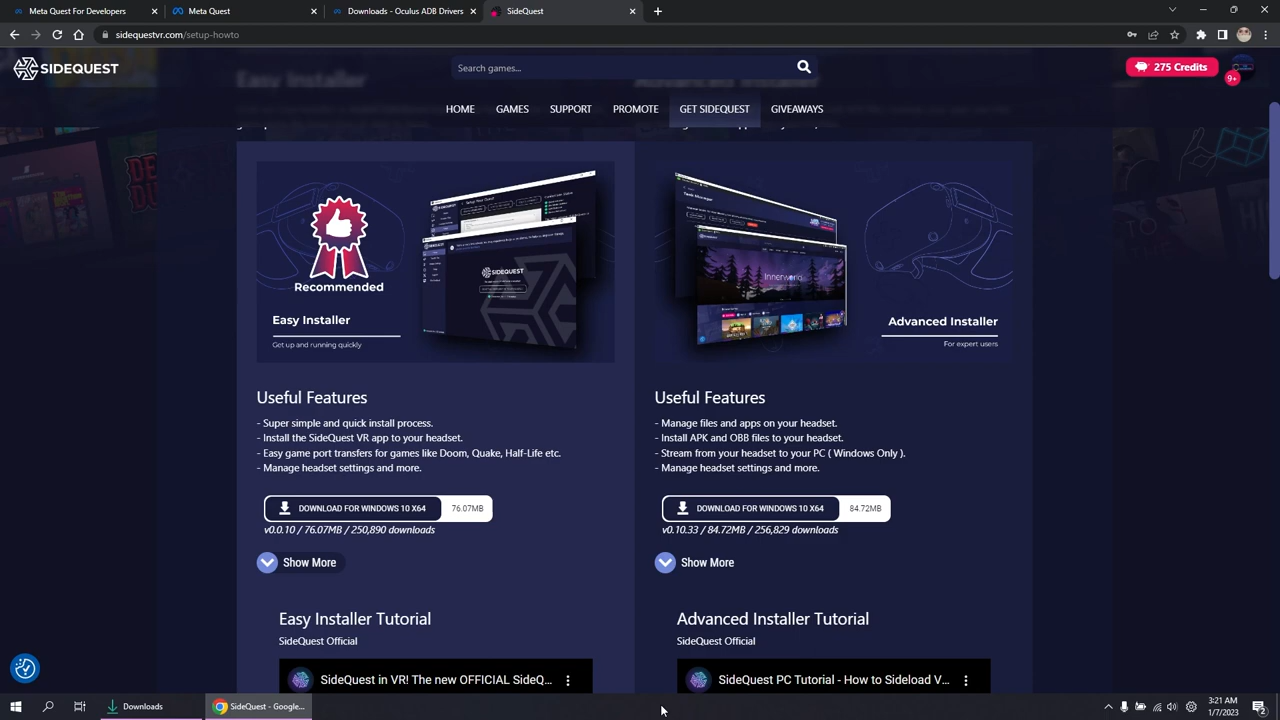 Meta Quest For Developers
Meta Quest
Downloads - Oculus ADB Drivers
SideQuest
sidequestvr.com/setup-howto
SIDEQUEST
Search games...
275 Credits
9+
HOME
GAMES
SUPPORT
PROMOTE
GET SIDEQUEST
GIVEAWAYS
Easy Installer
Recommended
Easy Installer
Get up and running quickly
SIDEQUEST
Useful Features
- Super simple and quick install process.
- Install the SideQuest VR app to your headset.
- Easy game port transfers for games like Doom, Quake, Half-Life etc.
- Manage headset settings and more.
DOWNLOAD FOR WINDOWS 10 X64
76.07MB
v0.0.10 / 76.07MB / 250,890 downloads
Show More
Easy Installer Tutorial
SideQuest Official
SideQuest in VR! The new OFFICIAL SideQ...
Innerworld
Advanced Installer
For expert users
Useful Features
- Manage files and apps on your headset.
- Install APK and OBB files to your headset.
- Stream from your headset to your PC ( Windows Only ).
- Manage headset settings and more.
DOWNLOAD FOR WINDOWS 10 X64
84.72MB
v0.10.33 / 84.72MB / 256,829 downloads
Show More
Advanced Installer Tutorial
SideQuest Official
SideQuest PC Tutorial - How to Sideload V...
Downloads
SideQuest - Google...
3:21 AM
1/7/2023
2